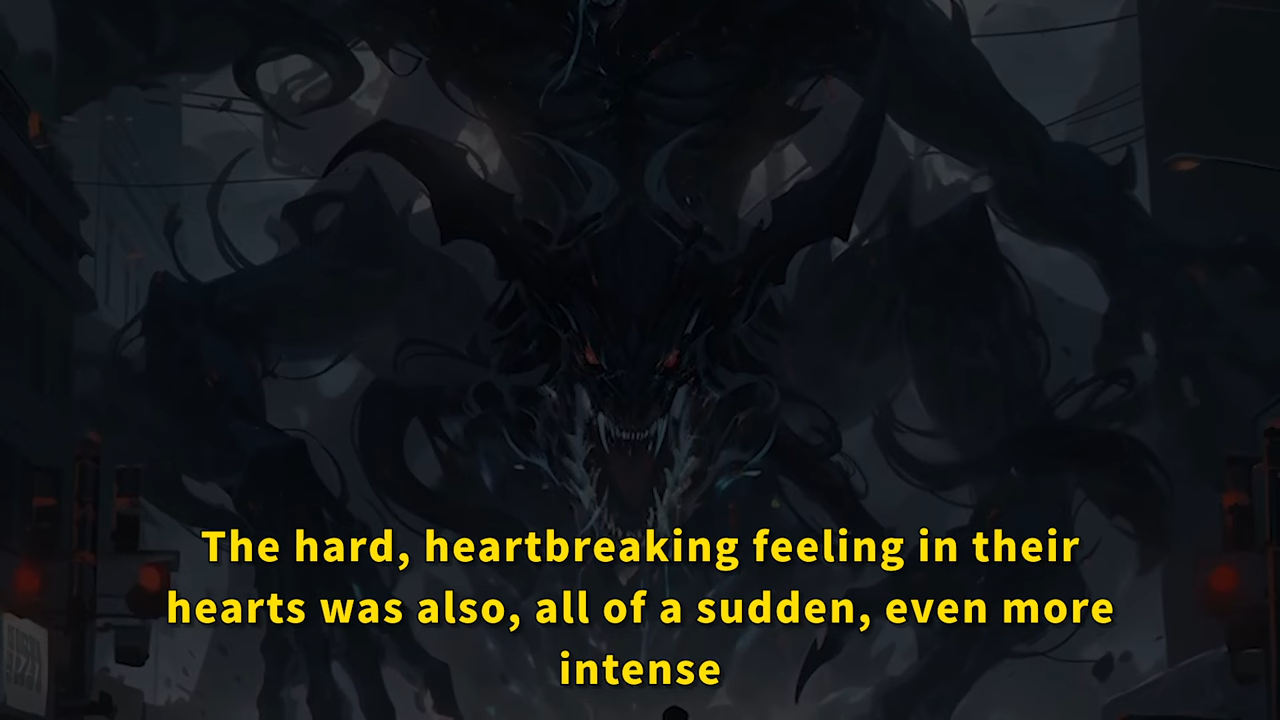 The hard, heartbreaking feeling in their
hearts was also, all of a sudden, even more
intense